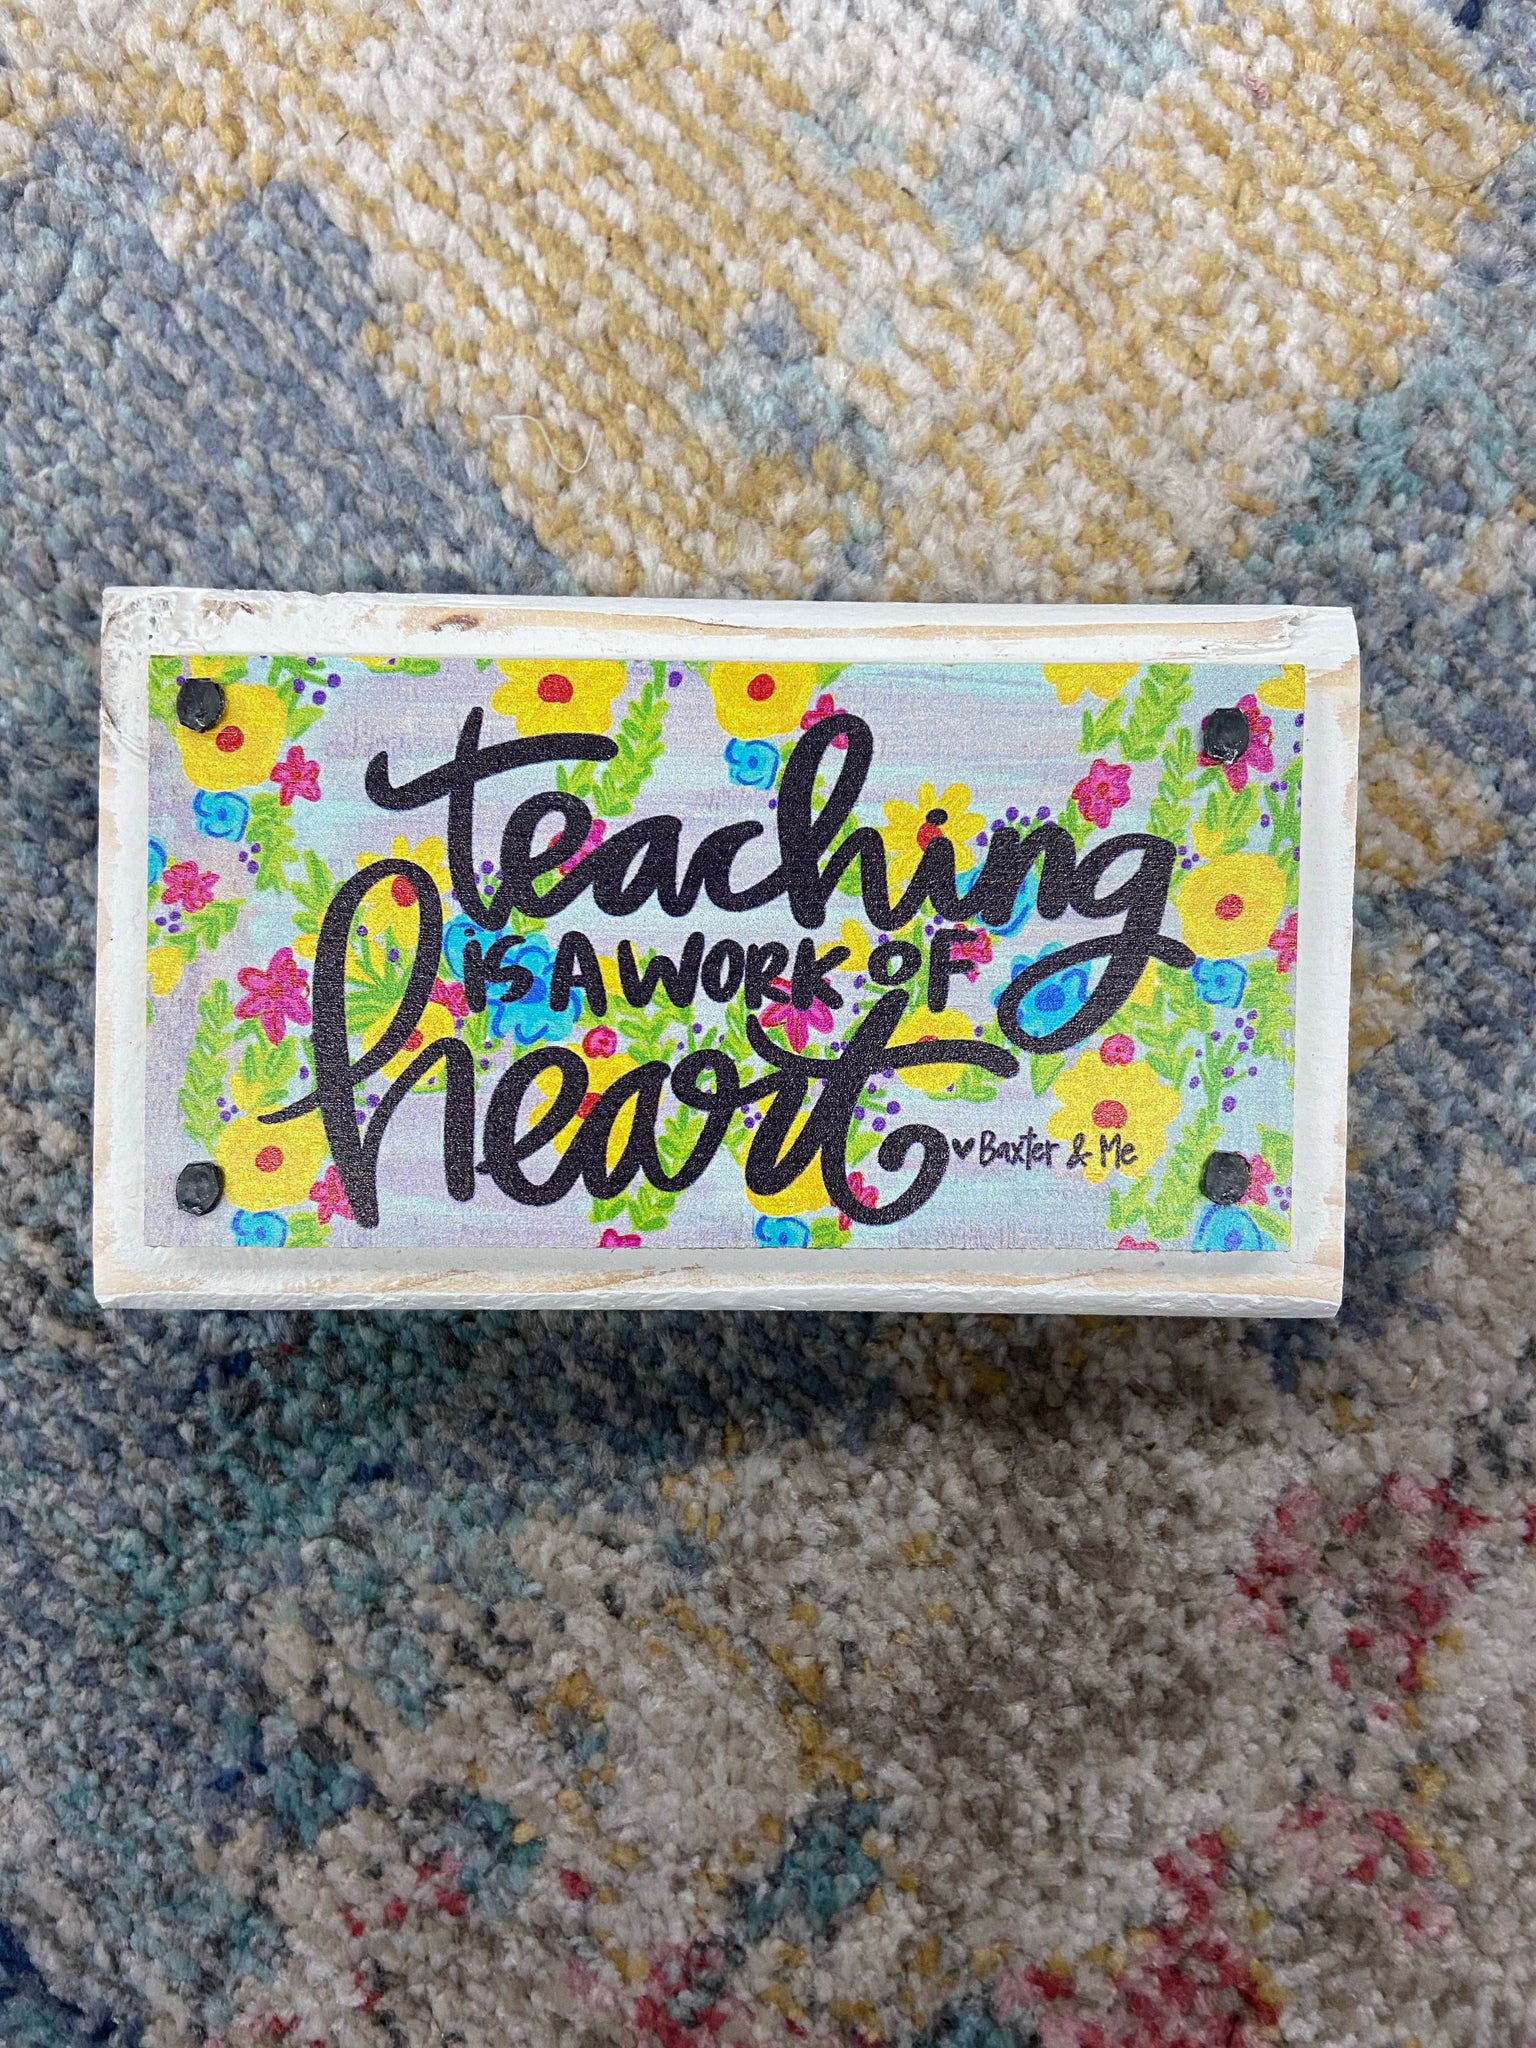 teaching
IS A WORK OF
heart
♥ Baxter & Me